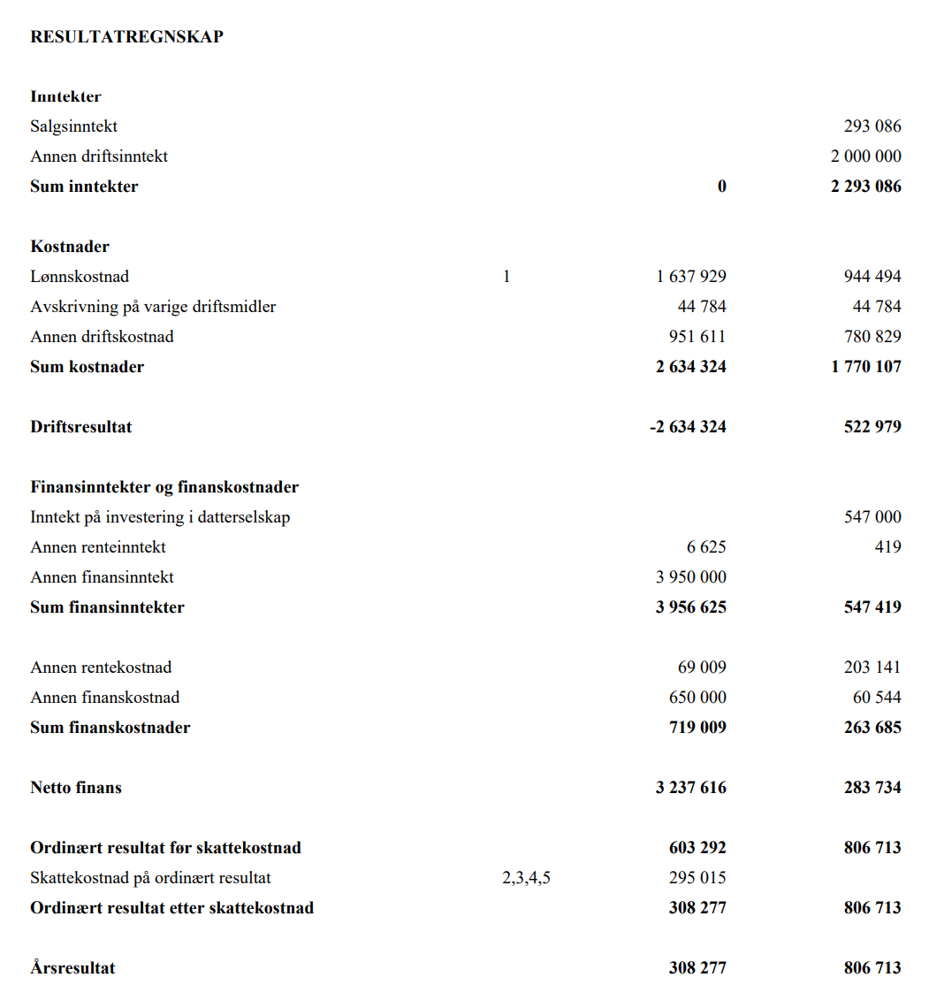 RESULTATREGNSKAP
Inntekter
Salgsinntekt 293 086
Annen driftsinntekt 2 000 000
Sum inntekter 0 2 293 086
Kostnader
Lønnskostnad 1 1 637 929 944 494
Avskrivning på varige driftsmidler 44 784 44 784
Annen driftskostnad 951 611 780 829
Sum kostnader 2 634 324 1 770 107
Driftsresultat -2 634 324 522 979
Finansinntekter og finanskostnader
Inntekt på investering i datterselskap 547 000
Annen renteinntekt 6 625 419
Annen finansinntekt 3 950 000
Sum finansinntekter 3 956 625 547 419
Annen rentekostnad 69 009 203 141
Annen finanskostnad 650 000 60 544
Sum finanskostnader 719 009 263 685
Netto finans 3 237 616 283 734
Ordinært resultat før skattekostnad 603 292 806 713
Skattekostnad på ordinært resultat 2,3,4,5 295 015
Ordinært resultat etter skattekostnad 308 277 806 713
Årsresultat 308 277 806 713